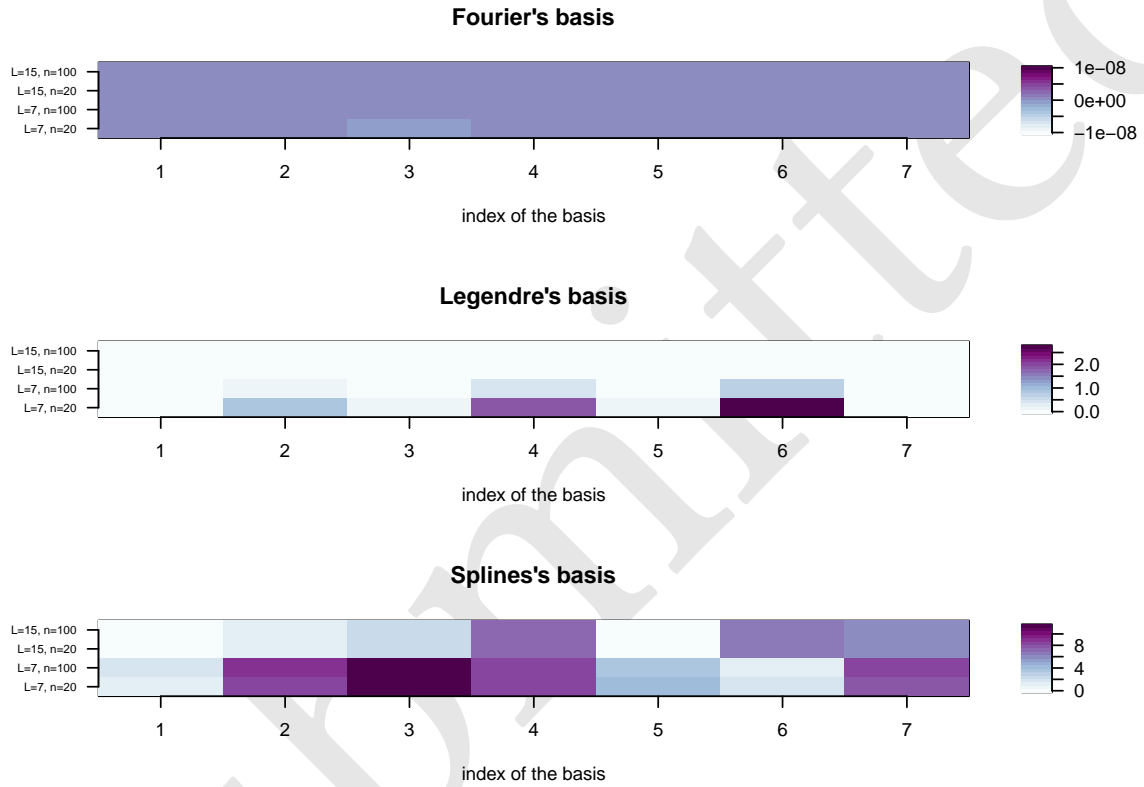 Fourier's basis
L=15, n=100
L=15, n=20
L=7, n=100
L=7, n=20
1e−08
0e+00
−1e−08
1 2 3 4 5 6 7
index of the basis
Legendre's basis
L=15, n=100
L=15, n=20
L=7, n=100
L=7, n=20
2.0
1.0
0.0
1 2 3 4 5 6 7
index of the basis
Splines's basis
L=15, n=100
L=15, n=20
L=7, n=100
L=7, n=20
8
4
0
1 2 3 4 5 6 7
index of the basis
bmitte